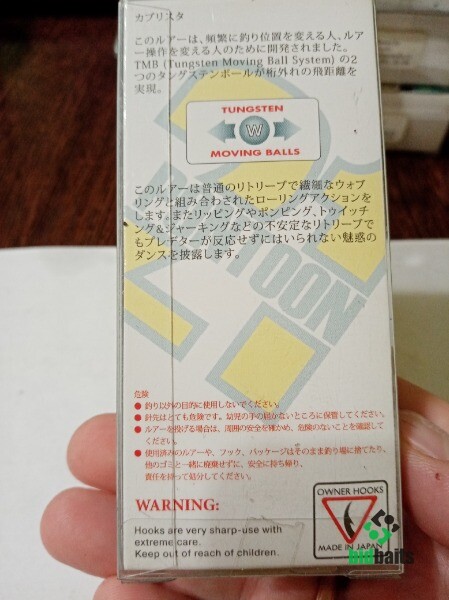 カプリスタ
このルアーは、頻繁に釣り位置を変える人、ルア
ー操作を変える人のために開発されました。
TMB (Tungsten Moving Ball System) の2
つのタングステンボールが桁外れの飛距離を
実現。
TUNGSTEN
W
MOVING BALLS
このルアーは普通のリトリーブで繊細なウォブ
リングと組み合わされたローリングアクションを
します。またリッピングやポンピング、トゥイッチ
ング&ジャーキングなどの不安定なリトリーブで
もプレデターが反応せずにはいられない魅惑の
ダンスを披露します。
TOON
危険
● 釣り以外の目的に使用しないでください。
● 針先はとても危険です。幼児の手の届かないところに保管してください。
● ルアーを投げる場合は、周囲の安全を確かめ、危険のないことを確認して
ください。
● 使用済みのルアーや、フック、パッケージはそのまま釣り場に捨てたり、
他のゴミと一緒に廃棄せずに、安全に持ち帰り、
責任を持って処分してください。
WARNING:
Hooks are very sharp-use with
extreme care.
Keep out of reach of children.
OWNER HOOKS
MADE IN JAPAN
bidbaits